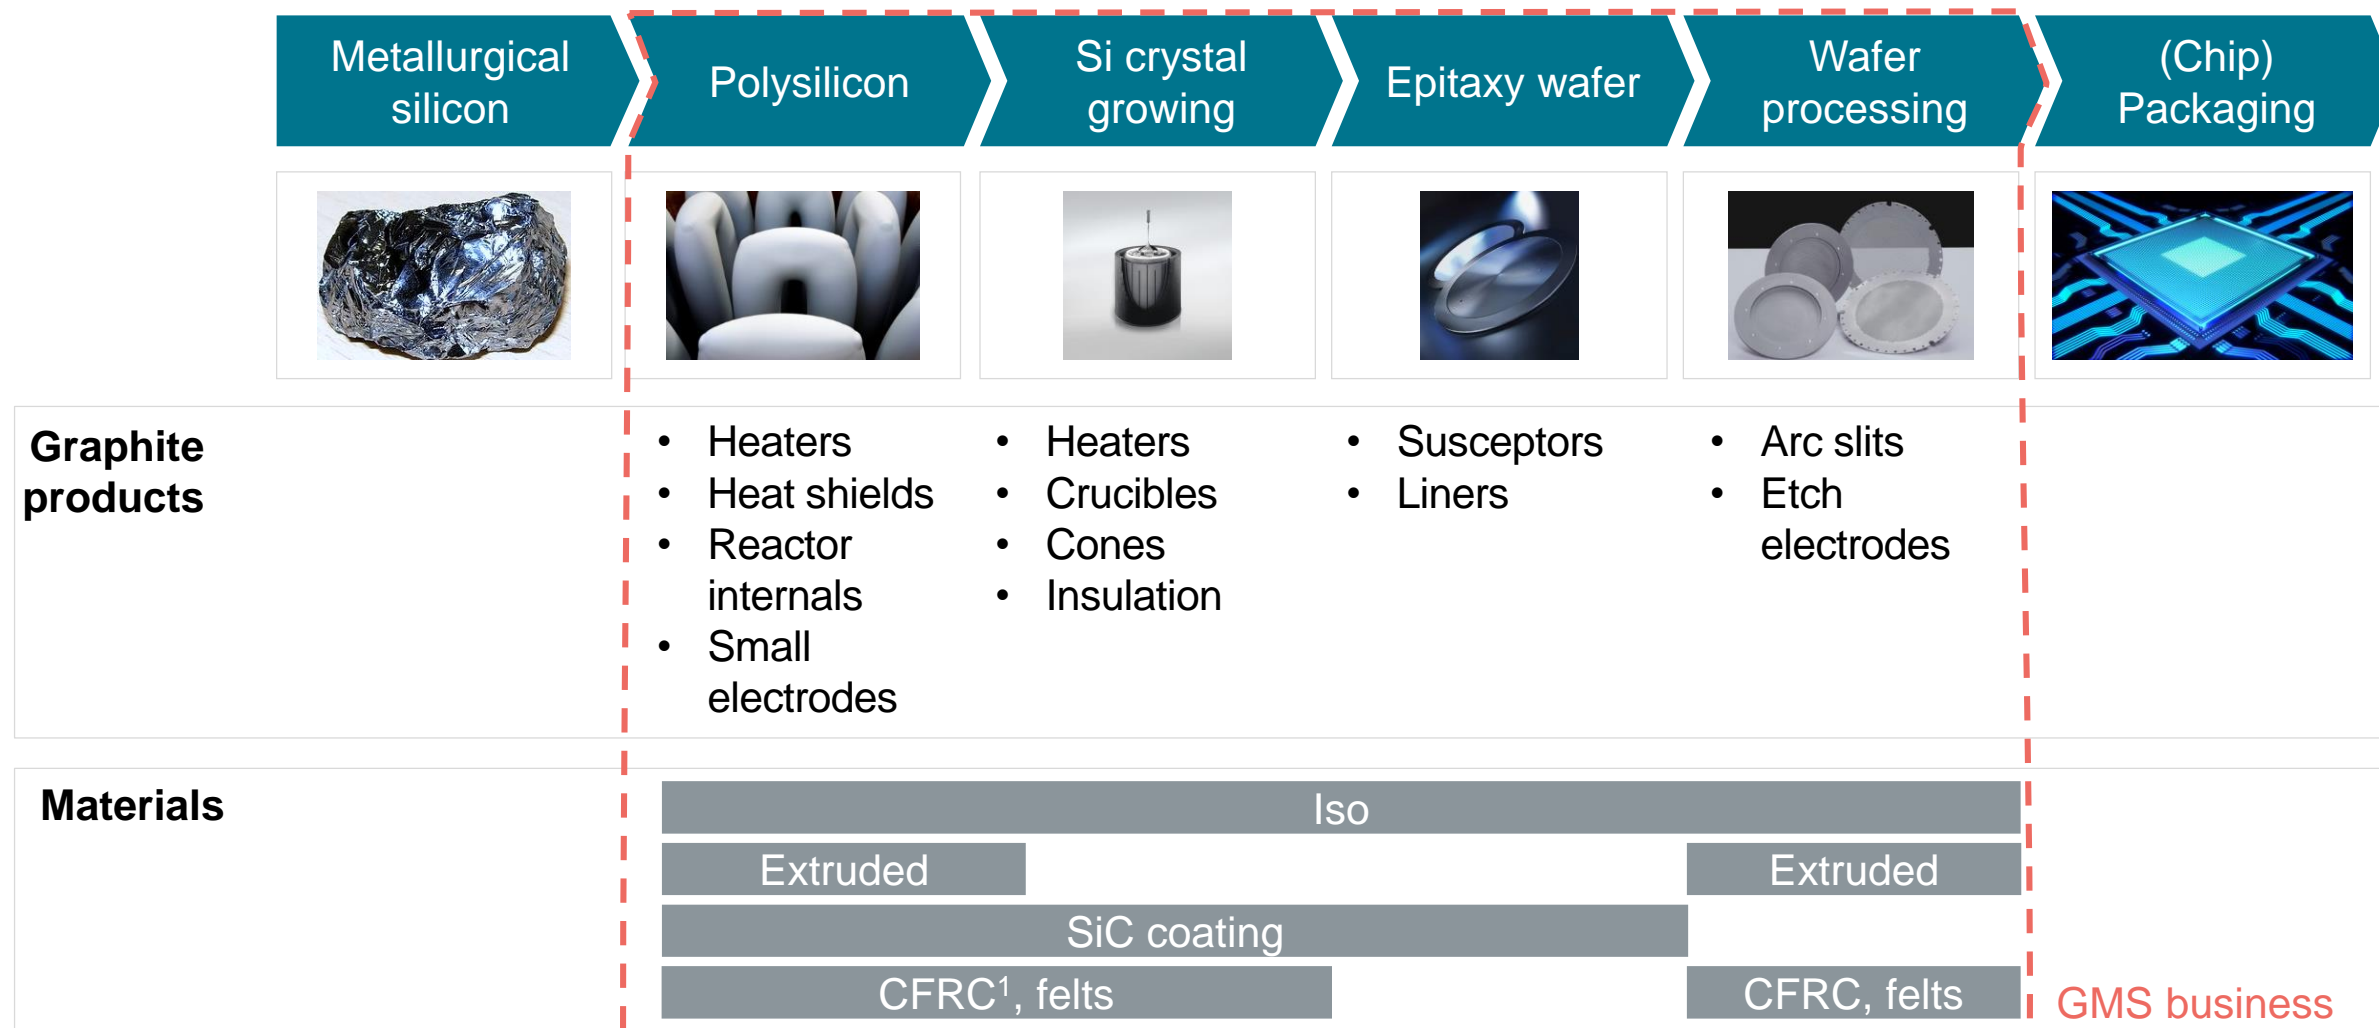 Metallurgical
silicon
Polysilicon
Si crystal
growing
Epitaxy wafer
Wafer
processing
(Chip)
Packaging
Graphite
products
• Heaters
• Heat shields
• Reactor
internals
• Small
electrodes
• Heaters
• Crucibles
• Cones
• Insulation
• Susceptors
• Liners
• Arc slits
• Etch
electrodes
Materials
Iso
Extruded
Extruded
SiC coating
CFRC¹, felts
CFRC, felts
GMS business